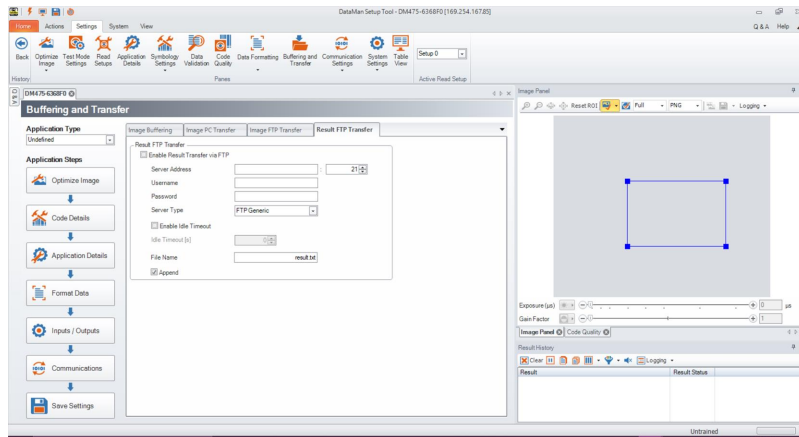 DataMan Setup Tool - DM475-6368F0 [169.254.167.85]
Home Actions Settings System View Q & A Help
Back Optimize Image Test Mode Settings Read Setups Application Details Symbology Settings Data Validation Code Quality Data Formatting Buffering and Transfer Communication Settings System Settings Table View Setup 0
History Panes Active Read Setup
DM475-6368F0
Image Panel
Buffering and Transfer
Reset ROI Full PNG Logging
Application Type
Undefined
Image Buffering Image PC Transfer Image FTP Transfer Result FTP Transfer
Result FTP Transfer
Enable Result Transfer via FTP
Server Address : 21
Username
Password
Server Type FTP Generic
Enable Idle Timeout
Idle Timeout [s] 0
File Name result.txt
Append
Application Steps
Optimize Image
Code Details
Application Details
Format Data
Inputs / Outputs
Communications
Save Settings
Exposure (µs) 0 µs
Gain Factor 1
Image Panel Code Quality
Result History
Clear Logging
Result Result Status
Untrained